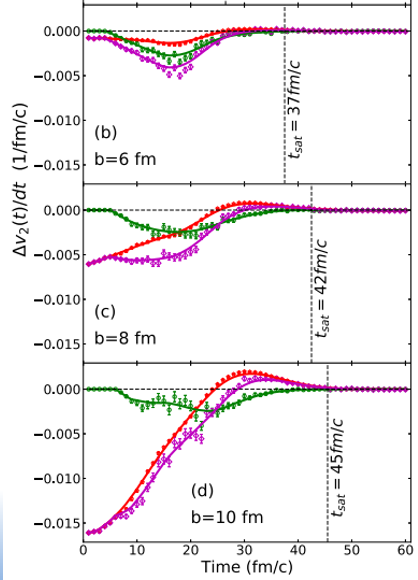 Δv₂(t)/dt (1/fm/c)
0.000
−0.005
−0.010
−0.015
(b)
b=6 fm
t_sat = 37fm/c
0.000
−0.005
−0.010
−0.015
(c)
b=8 fm
t_sat = 42fm/c
0.000
−0.005
−0.010
−0.015
(d)
b=10 fm
t_sat = 45fm/c
0 10 20 30 40 50 60
Time (fm/c)